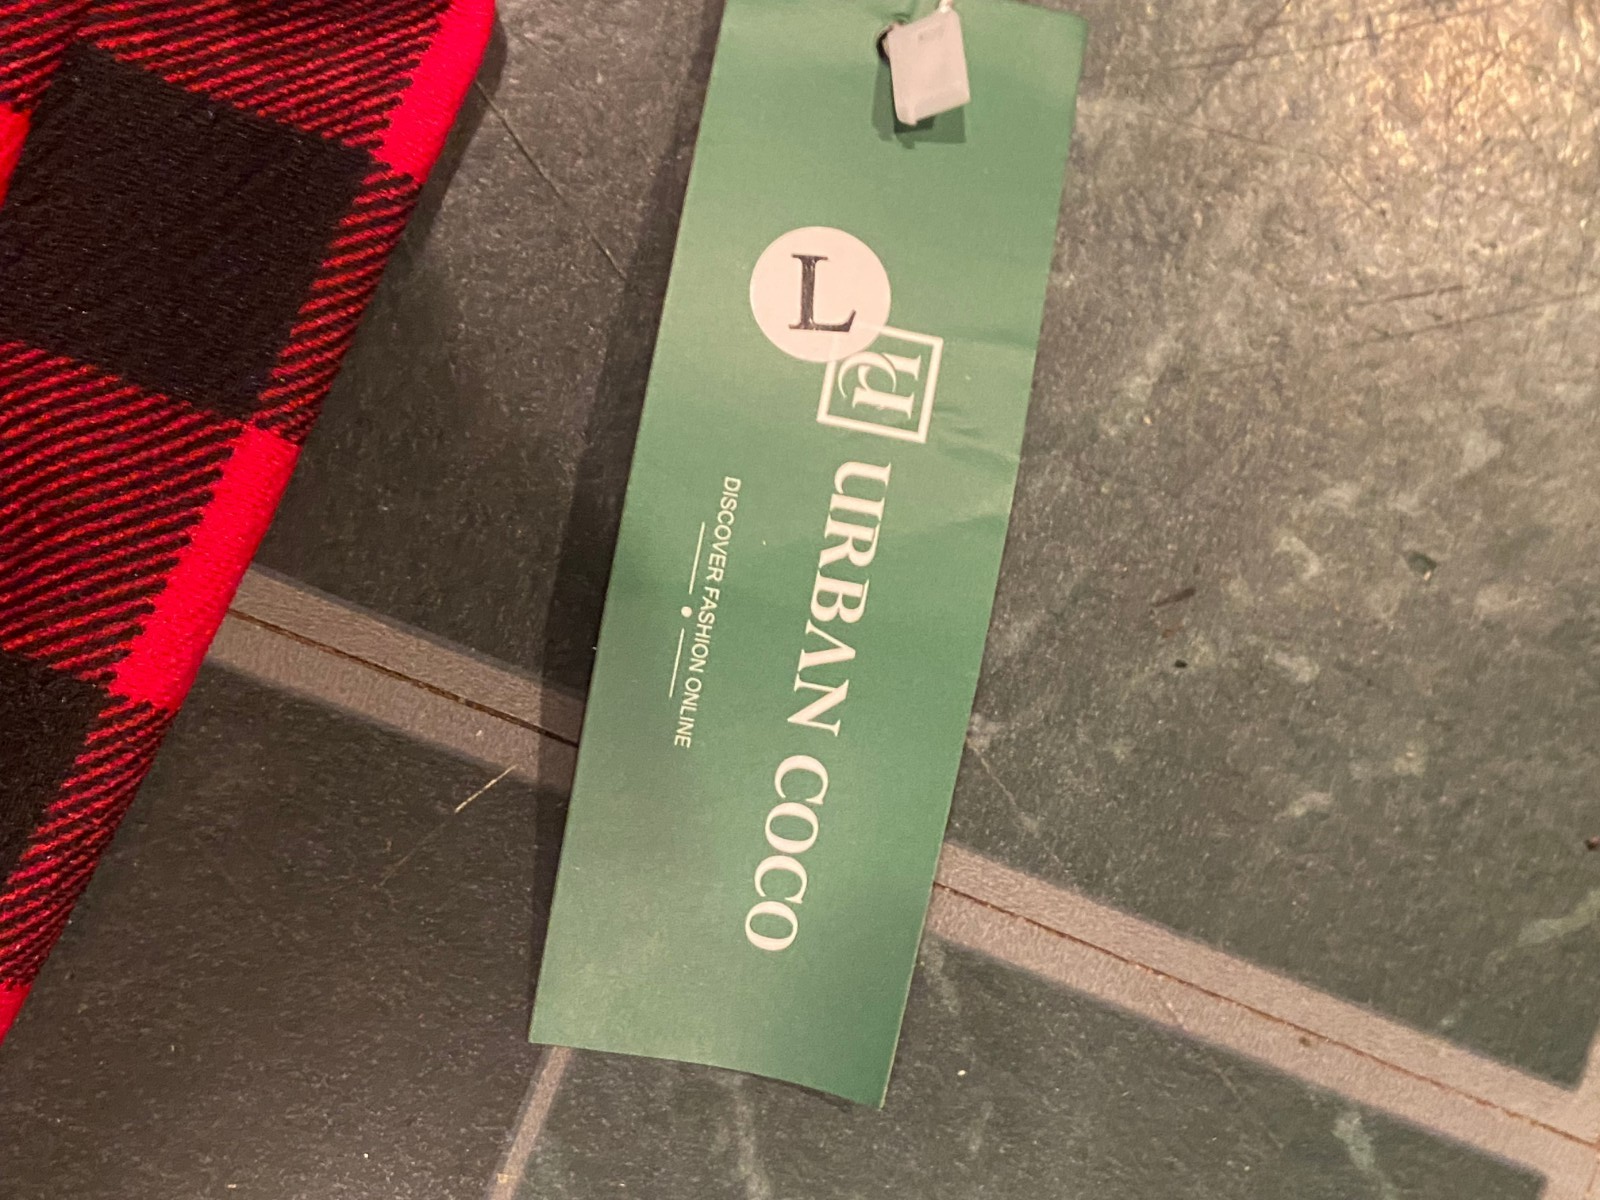 L
UC
URBAN COCO
DISCOVER FASHION ONLINE